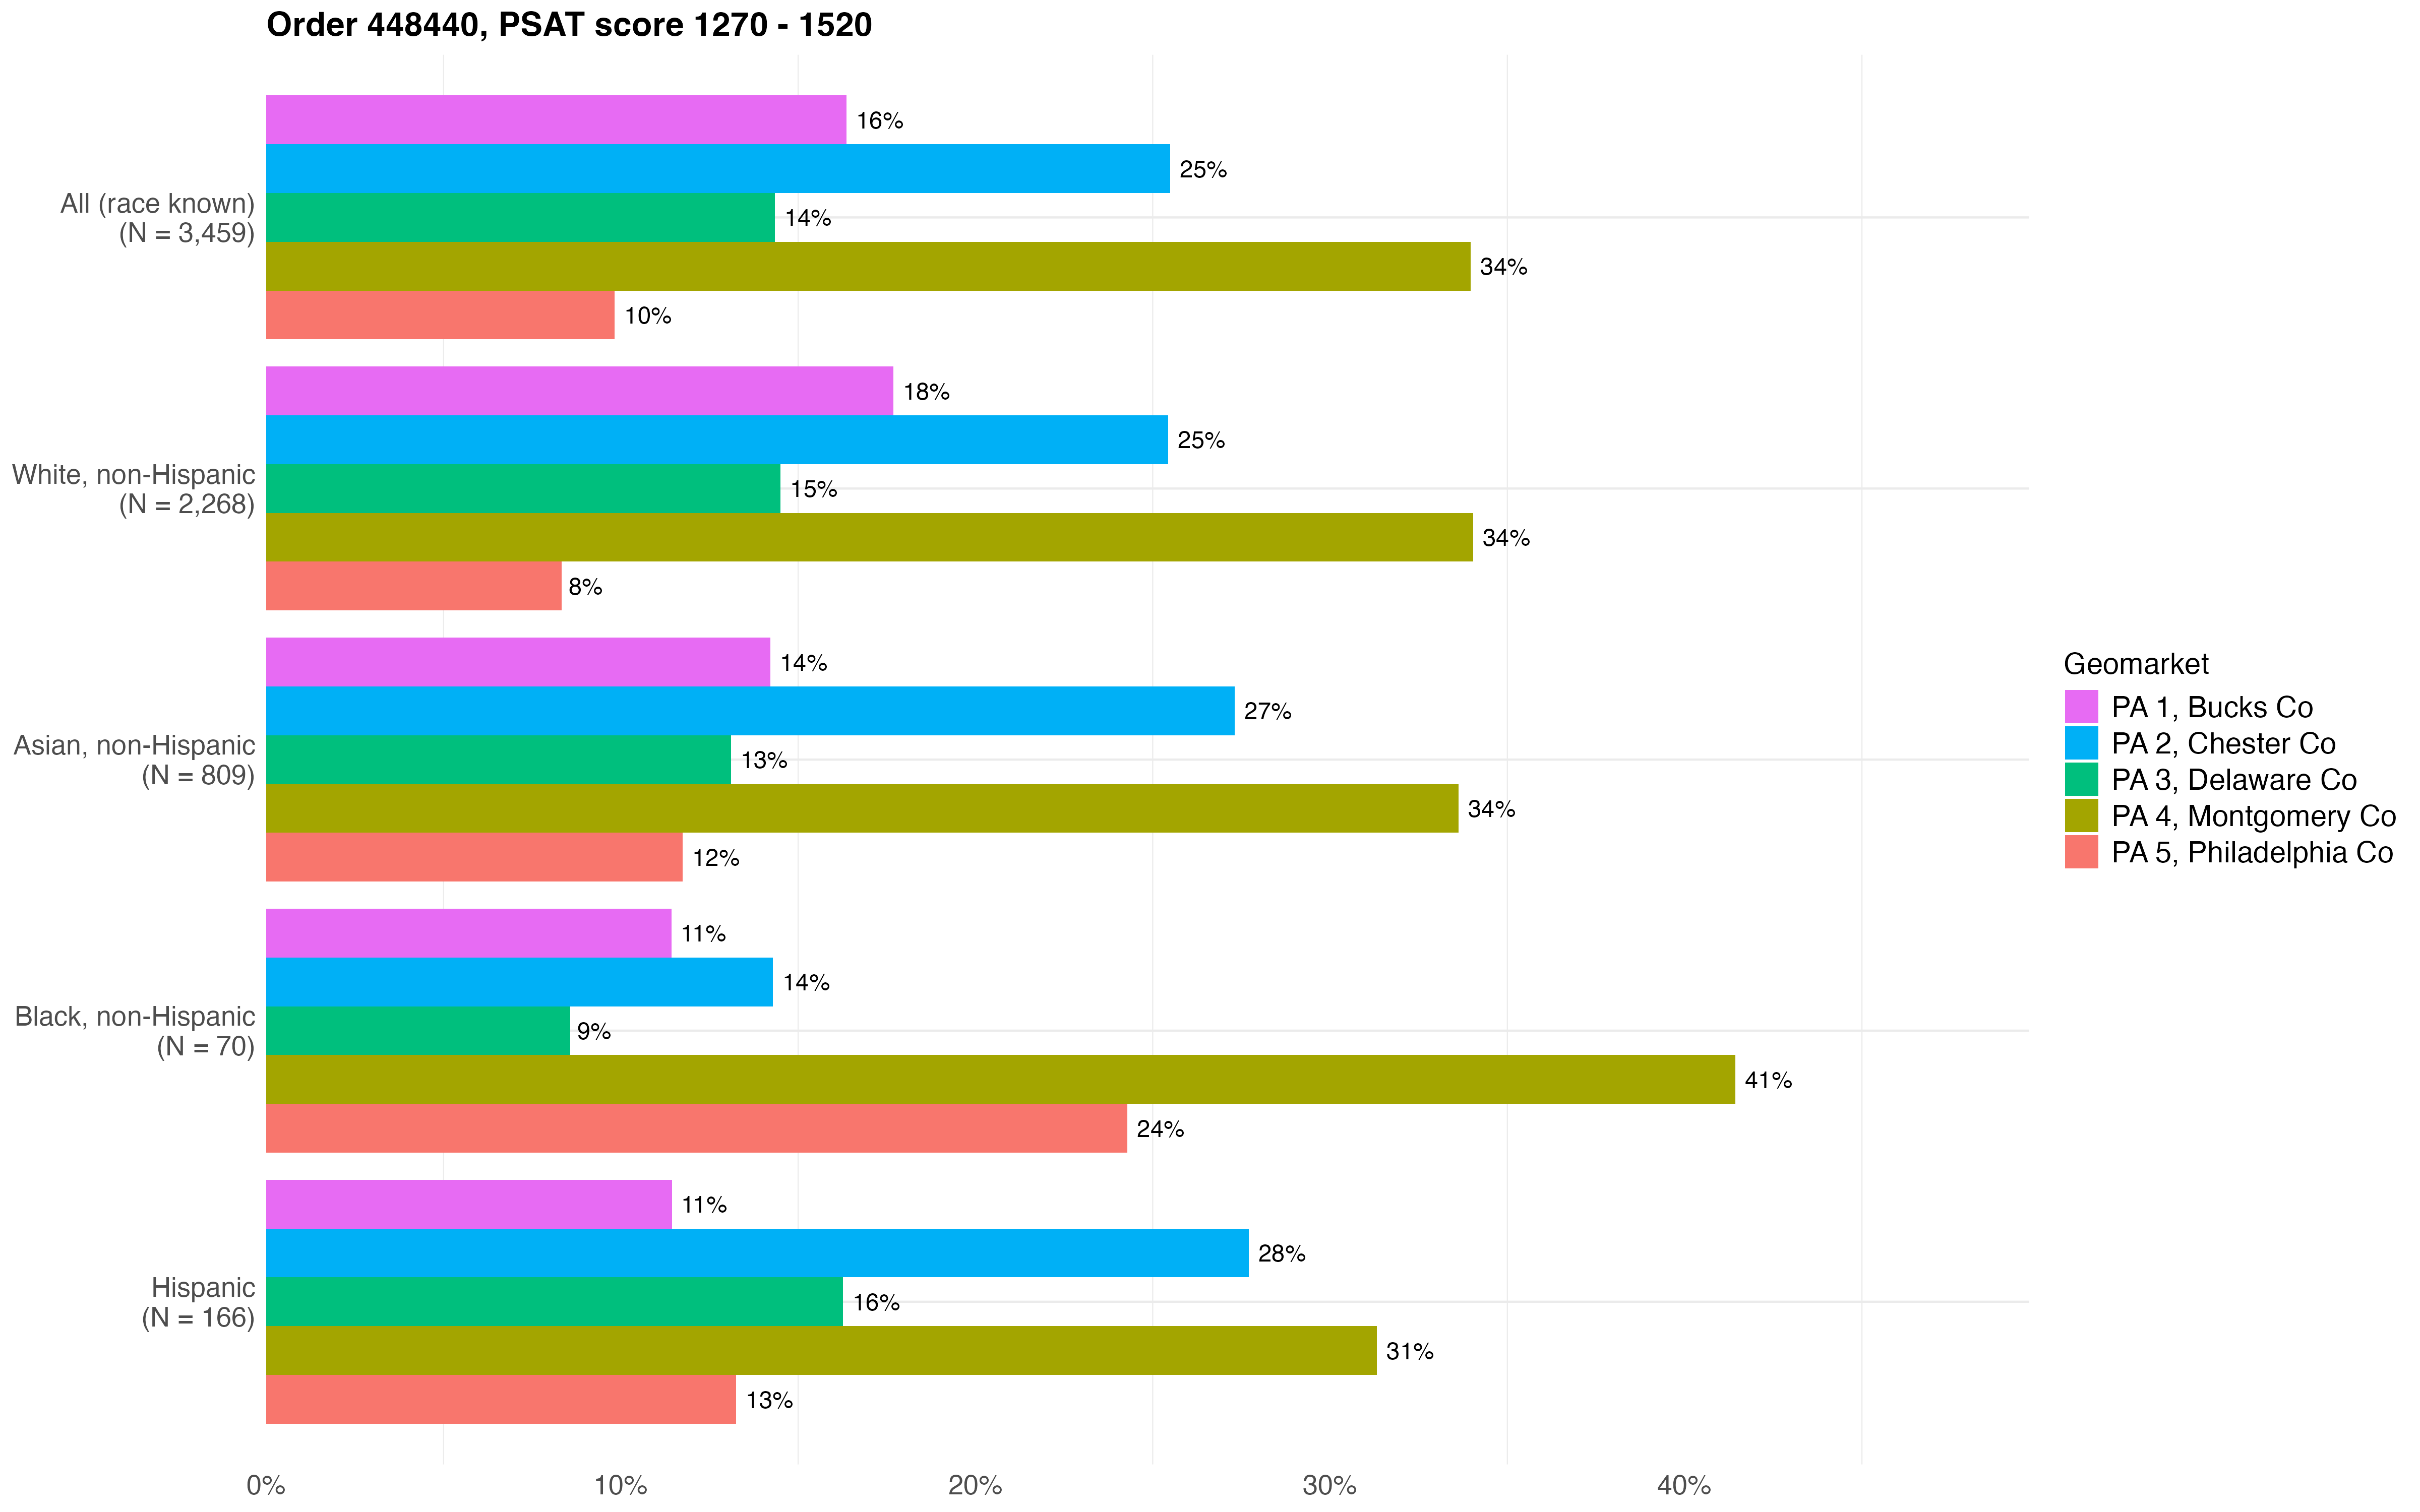 Order 448440, PSAT score 1270 - 1520
All (race known)
(N = 3,459)
16%
25%
14%
34%
10%
White, non-Hispanic
(N = 2,268)
18%
25%
15%
34%
8%
Asian, non-Hispanic
(N = 809)
14%
27%
13%
34%
12%
Black, non-Hispanic
(N = 70)
11%
14%
9%
41%
24%
Hispanic
(N = 166)
11%
28%
16%
31%
13%
0% 10% 20% 30% 40%
Geomarket
PA 1, Bucks Co
PA 2, Chester Co
PA 3, Delaware Co
PA 4, Montgomery Co
PA 5, Philadelphia Co